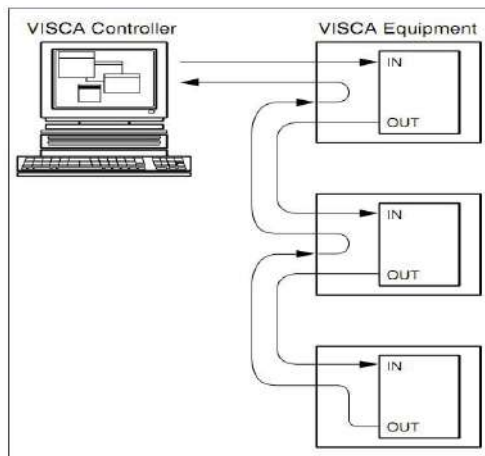 VISCA Controller
VISCA Equipment
IN
OUT
IN
OUT
IN
OUT